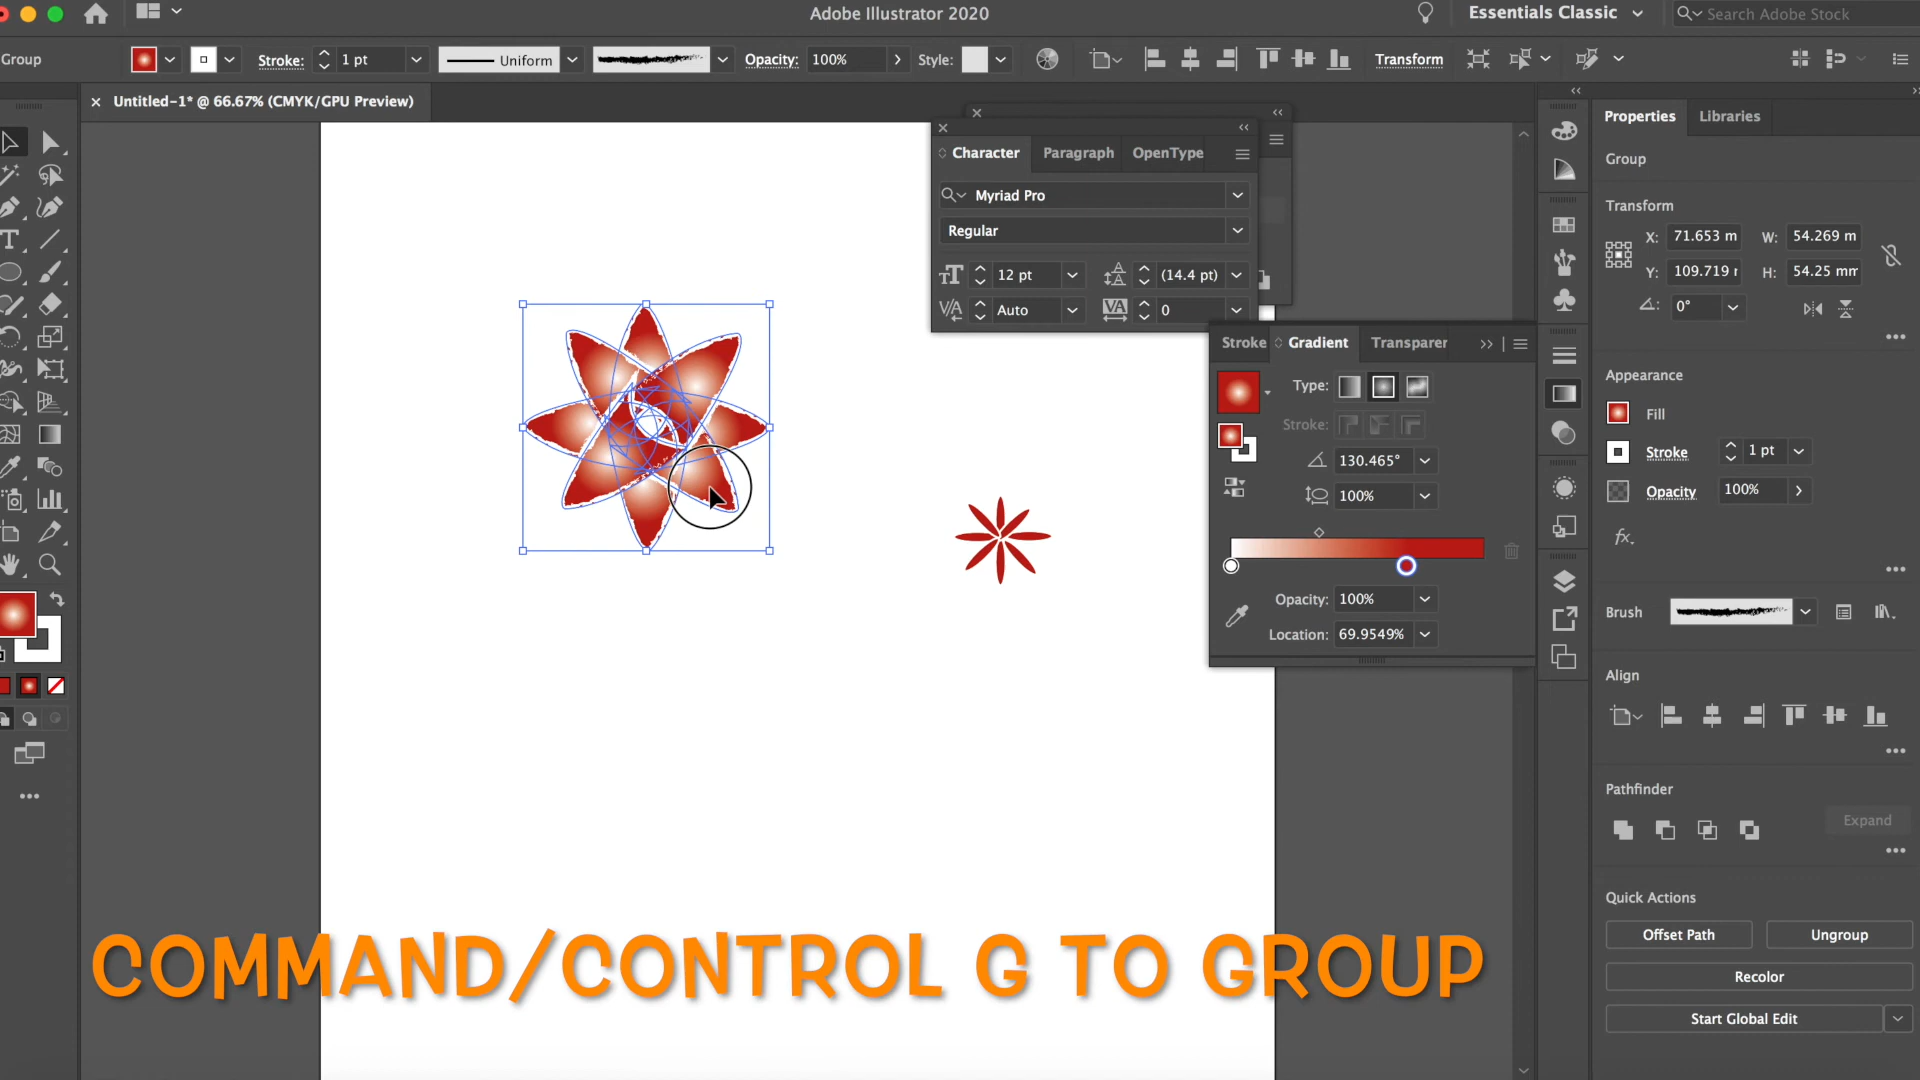 Adobe Illustrator 2020
Essentials Classic
Search Adobe Stock
Group
Stroke:
1 pt
Uniform
Opacity:
100%
Style:
Transform
Untitled-1* @ 66.67% (CMYK/GPU Preview)
Character
Paragraph
OpenType
Myriad Pro
Regular
12 pt
(14.4 pt)
Auto
0
Stroke
Gradient
Transparer
Type:
Stroke:
130.465°
100%
Opacity:
100%
Location:
69.9549%
Properties
Libraries
Group
Transform
X:
71.653 m
W:
54.269 m
Y:
109.719
H:
54.25 mm
0°
Appearance
Fill
Stroke
1 pt
Opacity
100%
fx.
Brush
Align
Pathfinder
Expand
Quick Actions
Offset Path
Ungroup
Recolor
Start Global Edit
COMMAND/CONTROL G TO GROUP